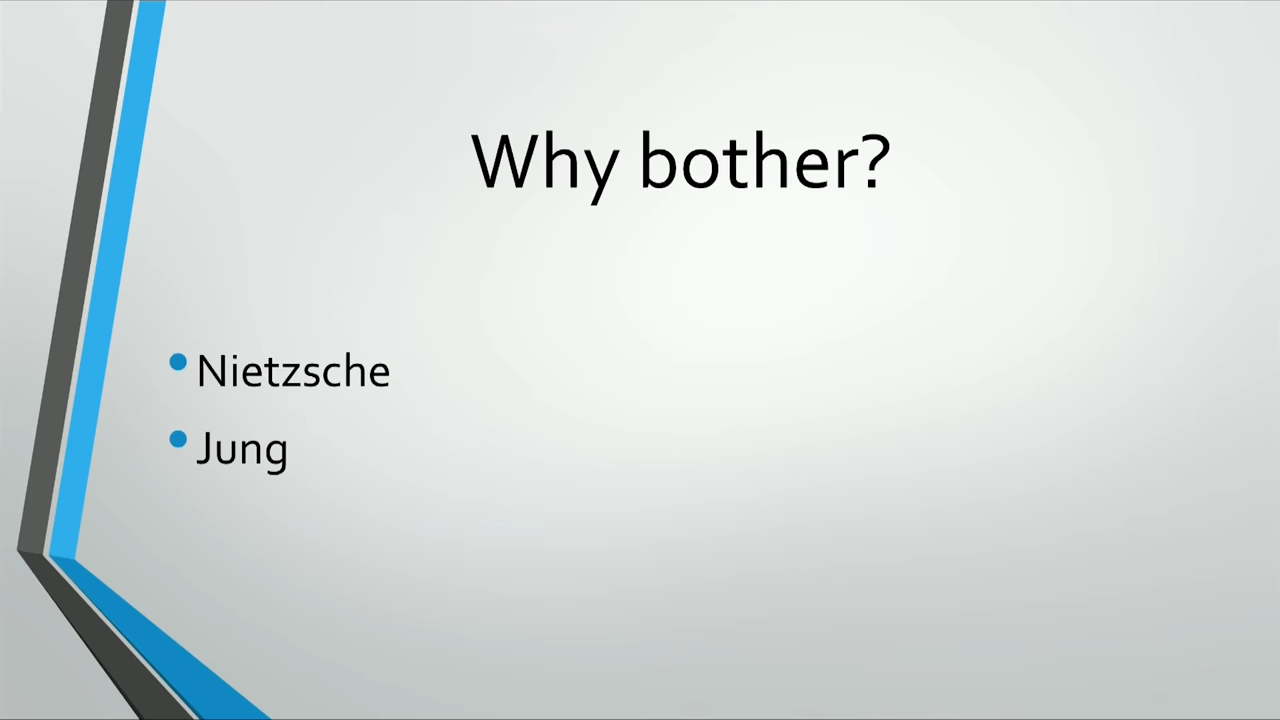 Why bother?
• Nietzsche
• Jung